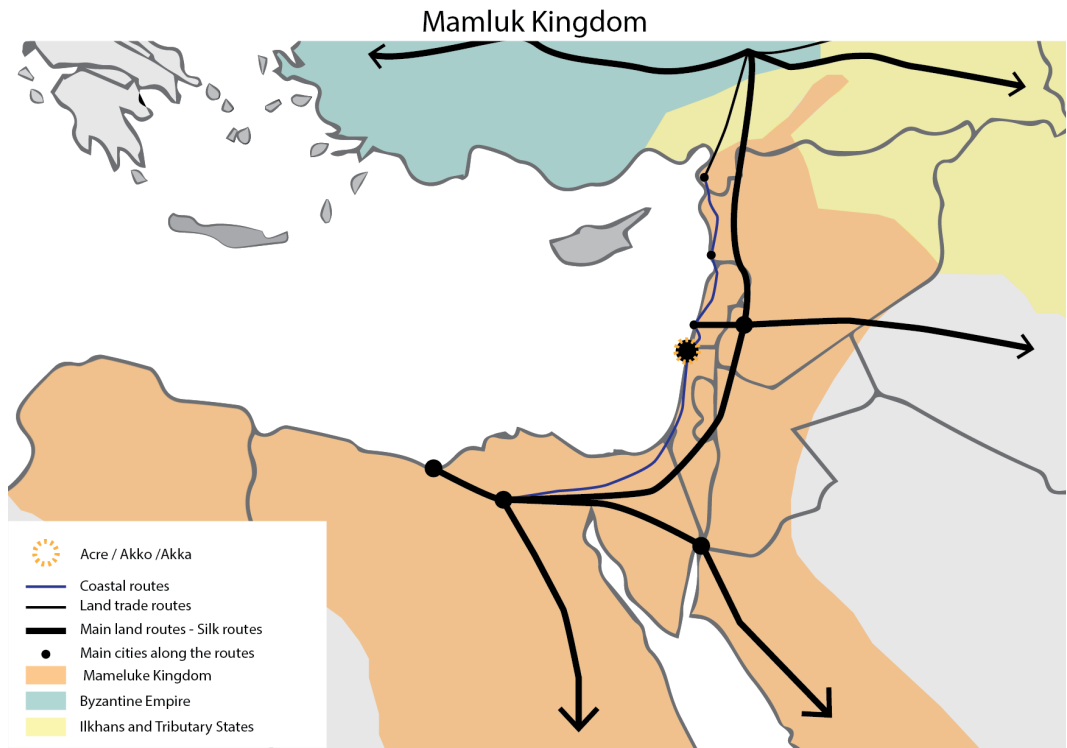 Mamluk Kingdom
Acre / Akko /Akka
Coastal routes
Land trade routes
Main land routes - Silk routes
Main cities along the routes
Mameluke Kingdom
Byzantine Empire
Ilkhans and Tributary States